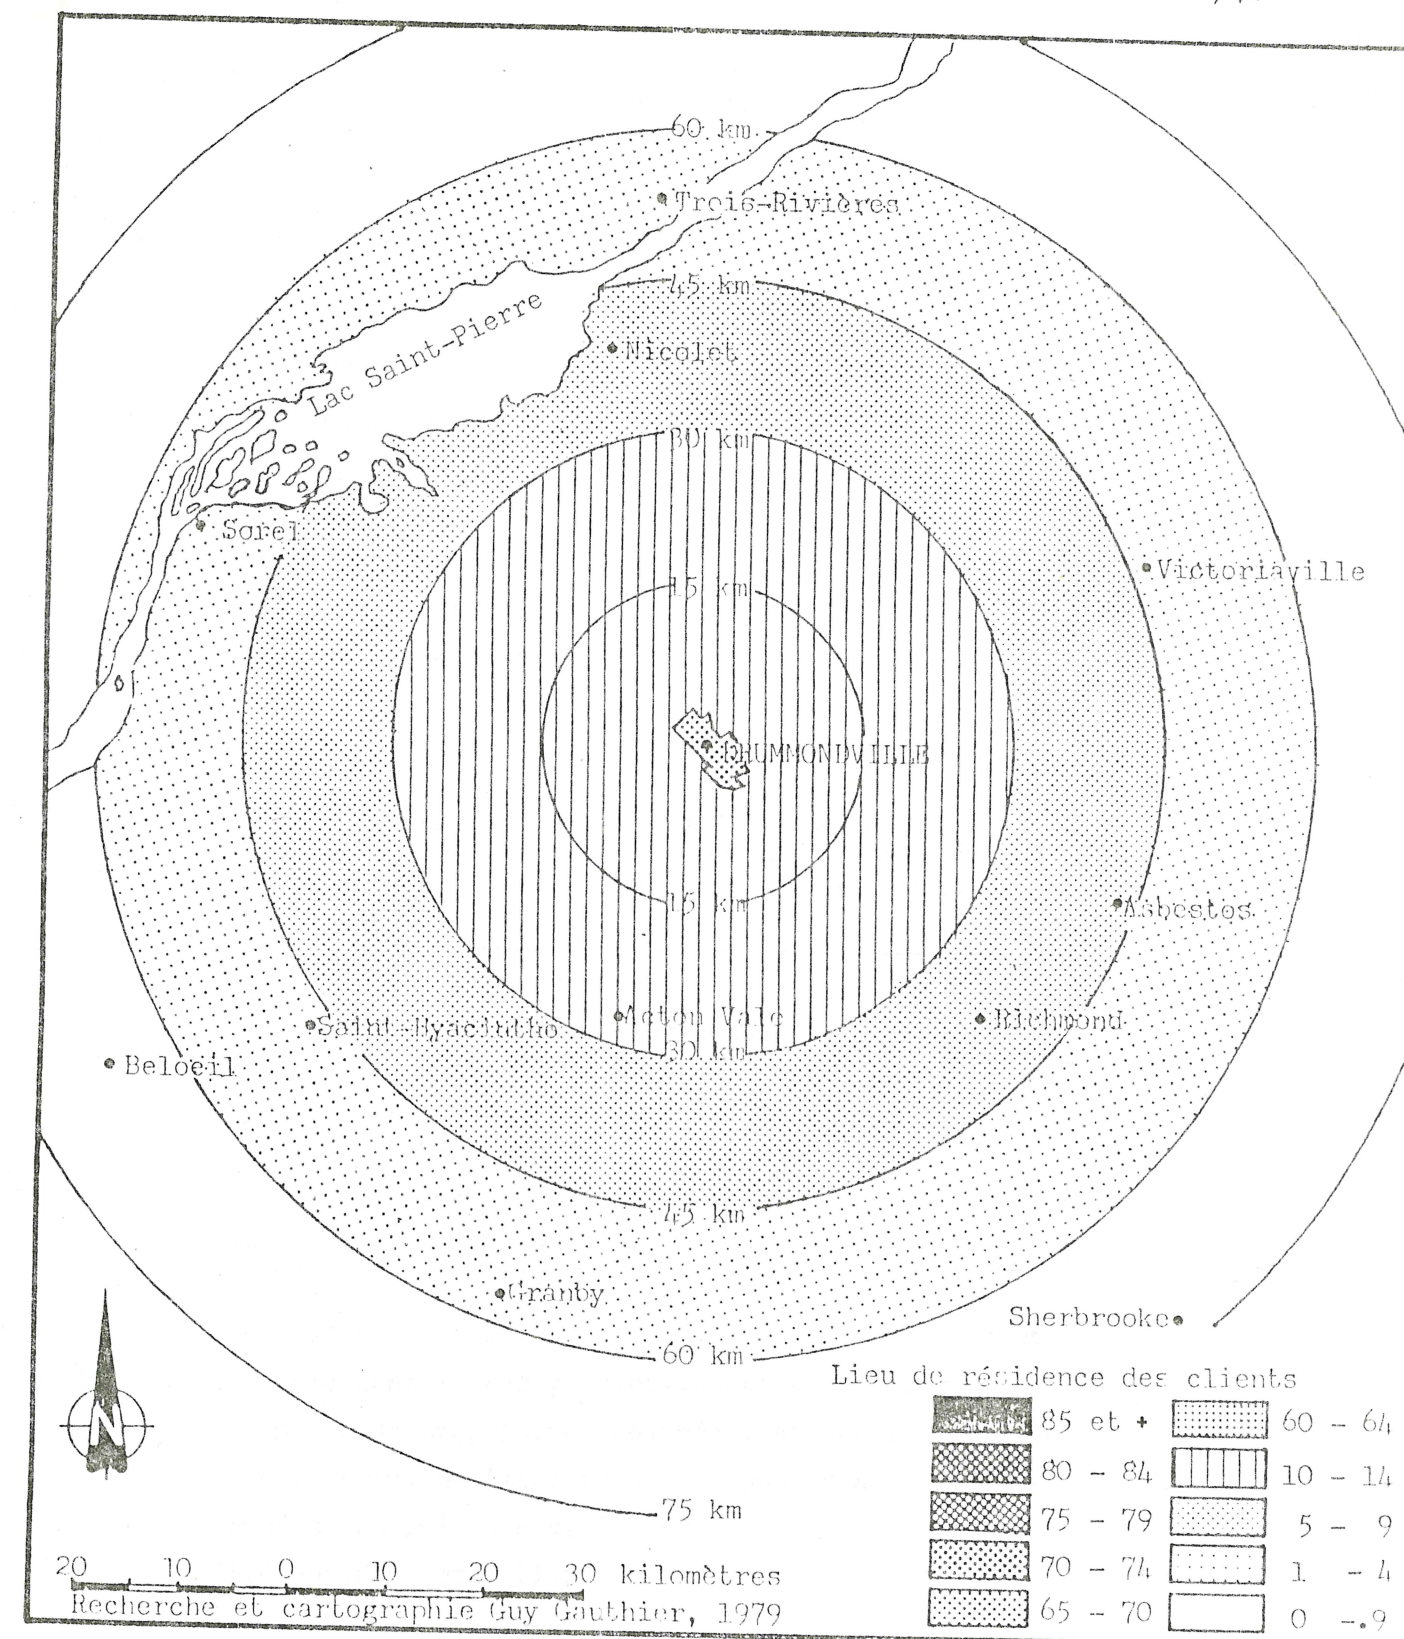 60 km
Trois-Rivières
45 km
Lac Saint-Pierre
Nicolet
30 km
Sorel
Victoriaville
15 km
DRUMMONDVILLE
15 km
Asbestos
Acton Vale
Richmond
Saint-Hyacinthe
30 km
Beloeil
45 km
Granby
Sherbrooke
60 km
Lieu de résidence des clients
85 et +
60 - 64
80 - 84
10 - 14
75 - 79
5 - 9
70 - 74
1 - 4
65 - 70
0 -.9
N
75 km
20 10 0 10 20 30 kilomètres
Recherche et cartographie Guy Gauthier, 1979